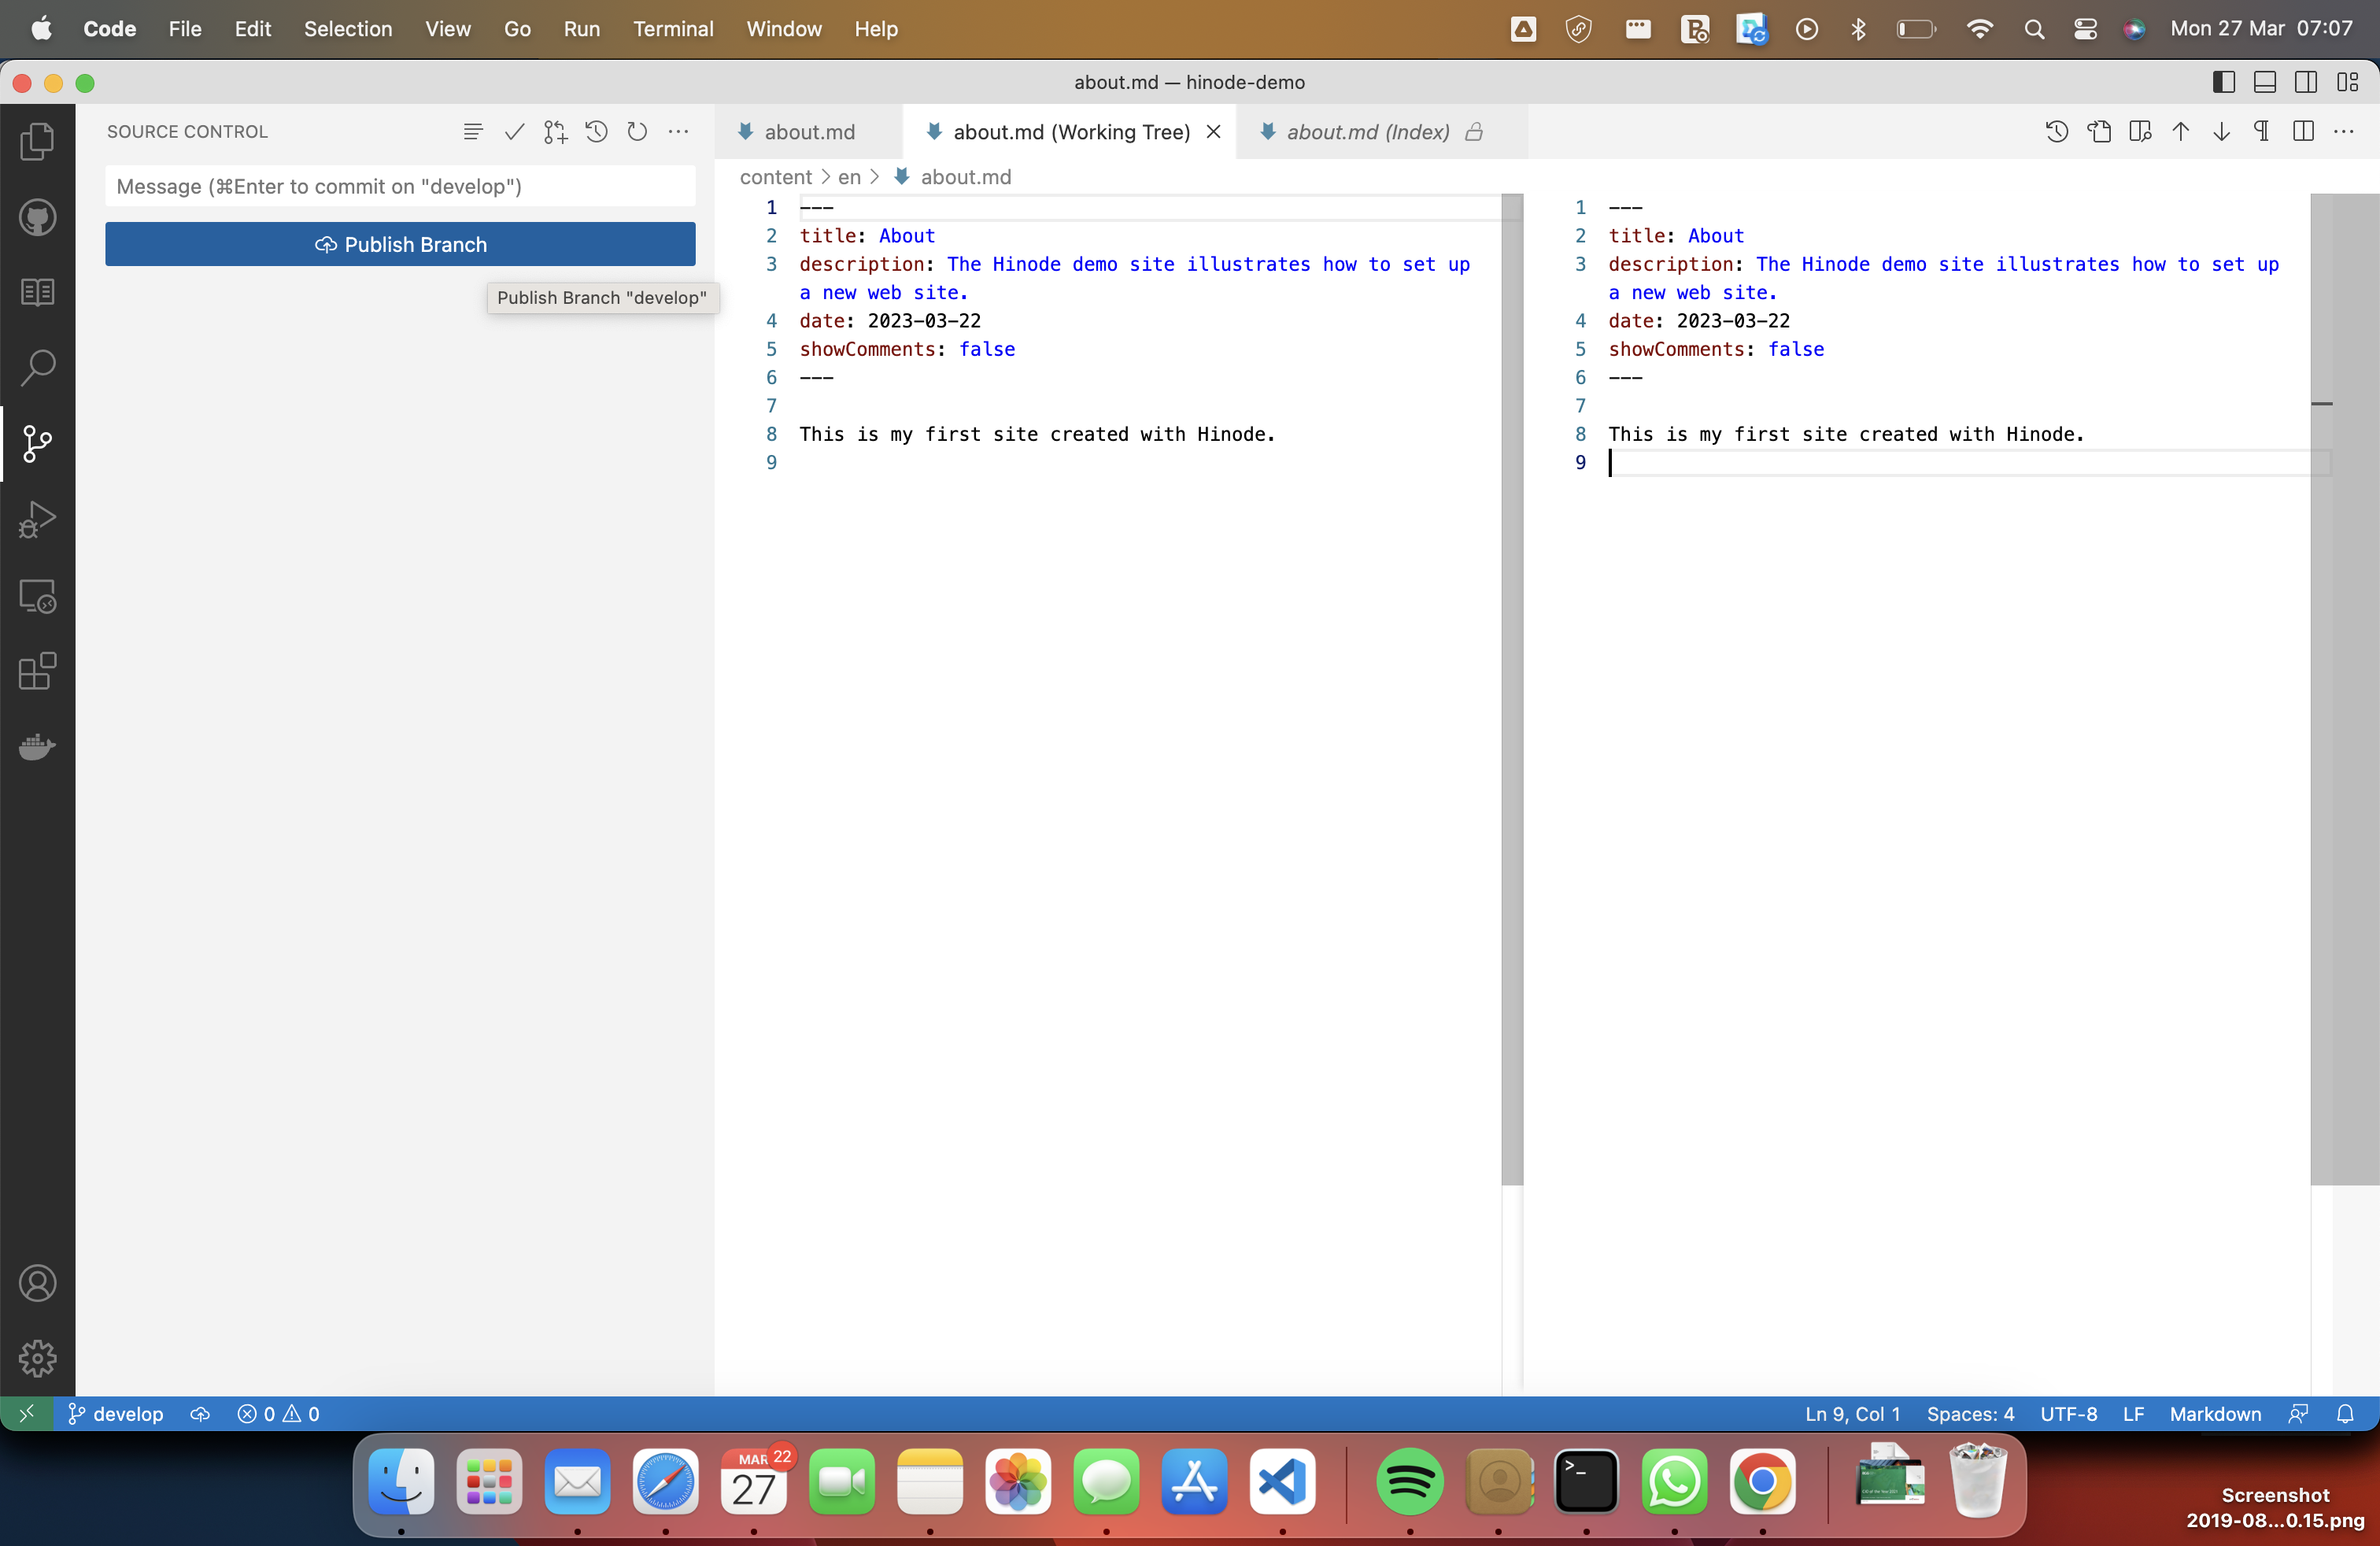 Code File Edit Selection View Go Run Terminal Window Help Mon 27 Mar 07:07
about.md — hinode-demo
SOURCE CONTROL
about.md
about.md (Working Tree)
about.md (Index)
Message (⌘Enter to commit on "develop")
Publish Branch
Publish Branch "develop"
content > en > about.md
1 ---
2 title: About
3 description: The Hinode demo site illustrates how to set up
a new web site.
4 date: 2023-03-22
5 showComments: false
6 ---
7
8 This is my first site created with Hinode.
9
1 ---
2 title: About
3 description: The Hinode demo site illustrates how to set up
a new web site.
4 date: 2023-03-22
5 showComments: false
6 ---
7
8 This is my first site created with Hinode.
9
develop 0 0 Ln 9, Col 1 Spaces: 4 UTF-8 LF Markdown
MAR 22
27
Screenshot
2019-08...0.15.png